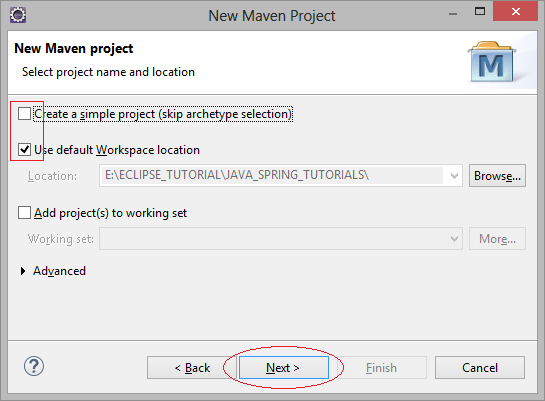 New Maven Project
New Maven project
Select project name and location
M
Create a simple project (skip archetype selection)
Use default Workspace location
Location: E:\ECLIPSE_TUTORIAL\JAVA_SPRING_TUTORIALS\ Browse...
Add project(s) to working set
Working set: More...
Advanced
? < Back Next > Finish Cancel